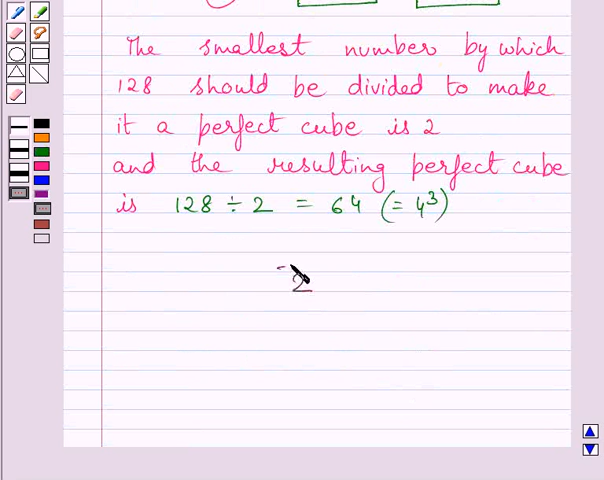 The smallest number by which
128 should be divided to make
it a perfect cube is 2
and the resulting perfect cube
is 128 ÷ 2 = 64 (= 4³)
2